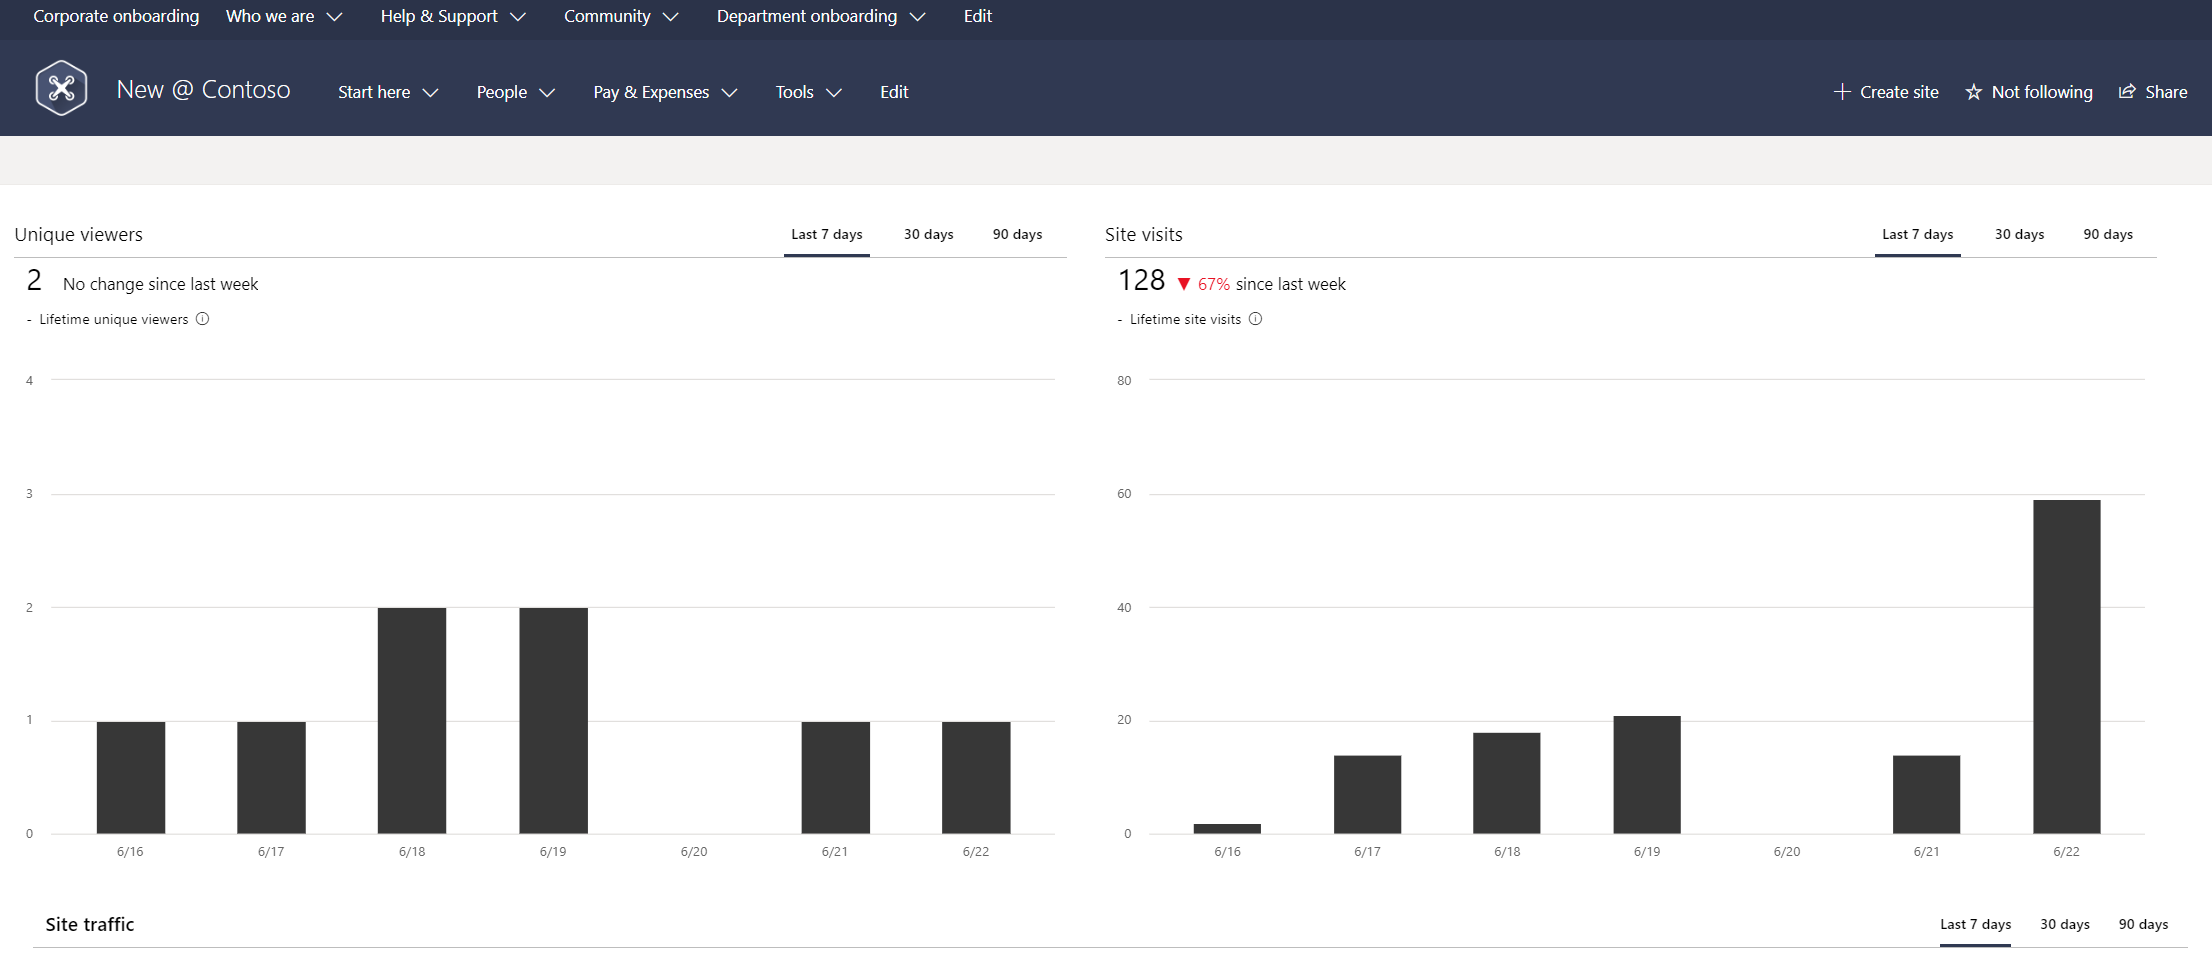 Corporate onboarding Who we are Help & Support Community Department onboarding Edit
New @ Contoso Start here People Pay & Expenses Tools Edit Create site Not following Share
Unique viewers Last 7 days 30 days 90 days
2 No change since last week
- Lifetime unique viewers
4
3
2
1
0
6/16 6/17 6/18 6/19 6/20 6/21 6/22
Site visits Last 7 days 30 days 90 days
128 ▼ 67% since last week
- Lifetime site visits
80
60
40
20
0
6/16 6/17 6/18 6/19 6/20 6/21 6/22
Site traffic Last 7 days 30 days 90 days